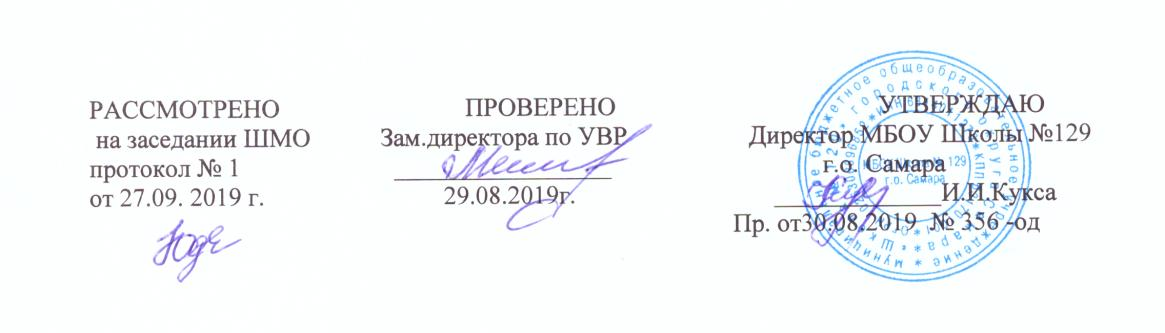 РАССМОТРЕНО
на заседании ШМО
протокол № 1
от 27.09. 2019 г.
ПРОВЕРЕНО
Зам.директора по УВР
29.08.2019г.
УТВЕРЖДАЮ
Директор МБОУ Школы №129
г.о. Самара
И.И.Кукса
Пр. от30.08.2019 № 356 -од